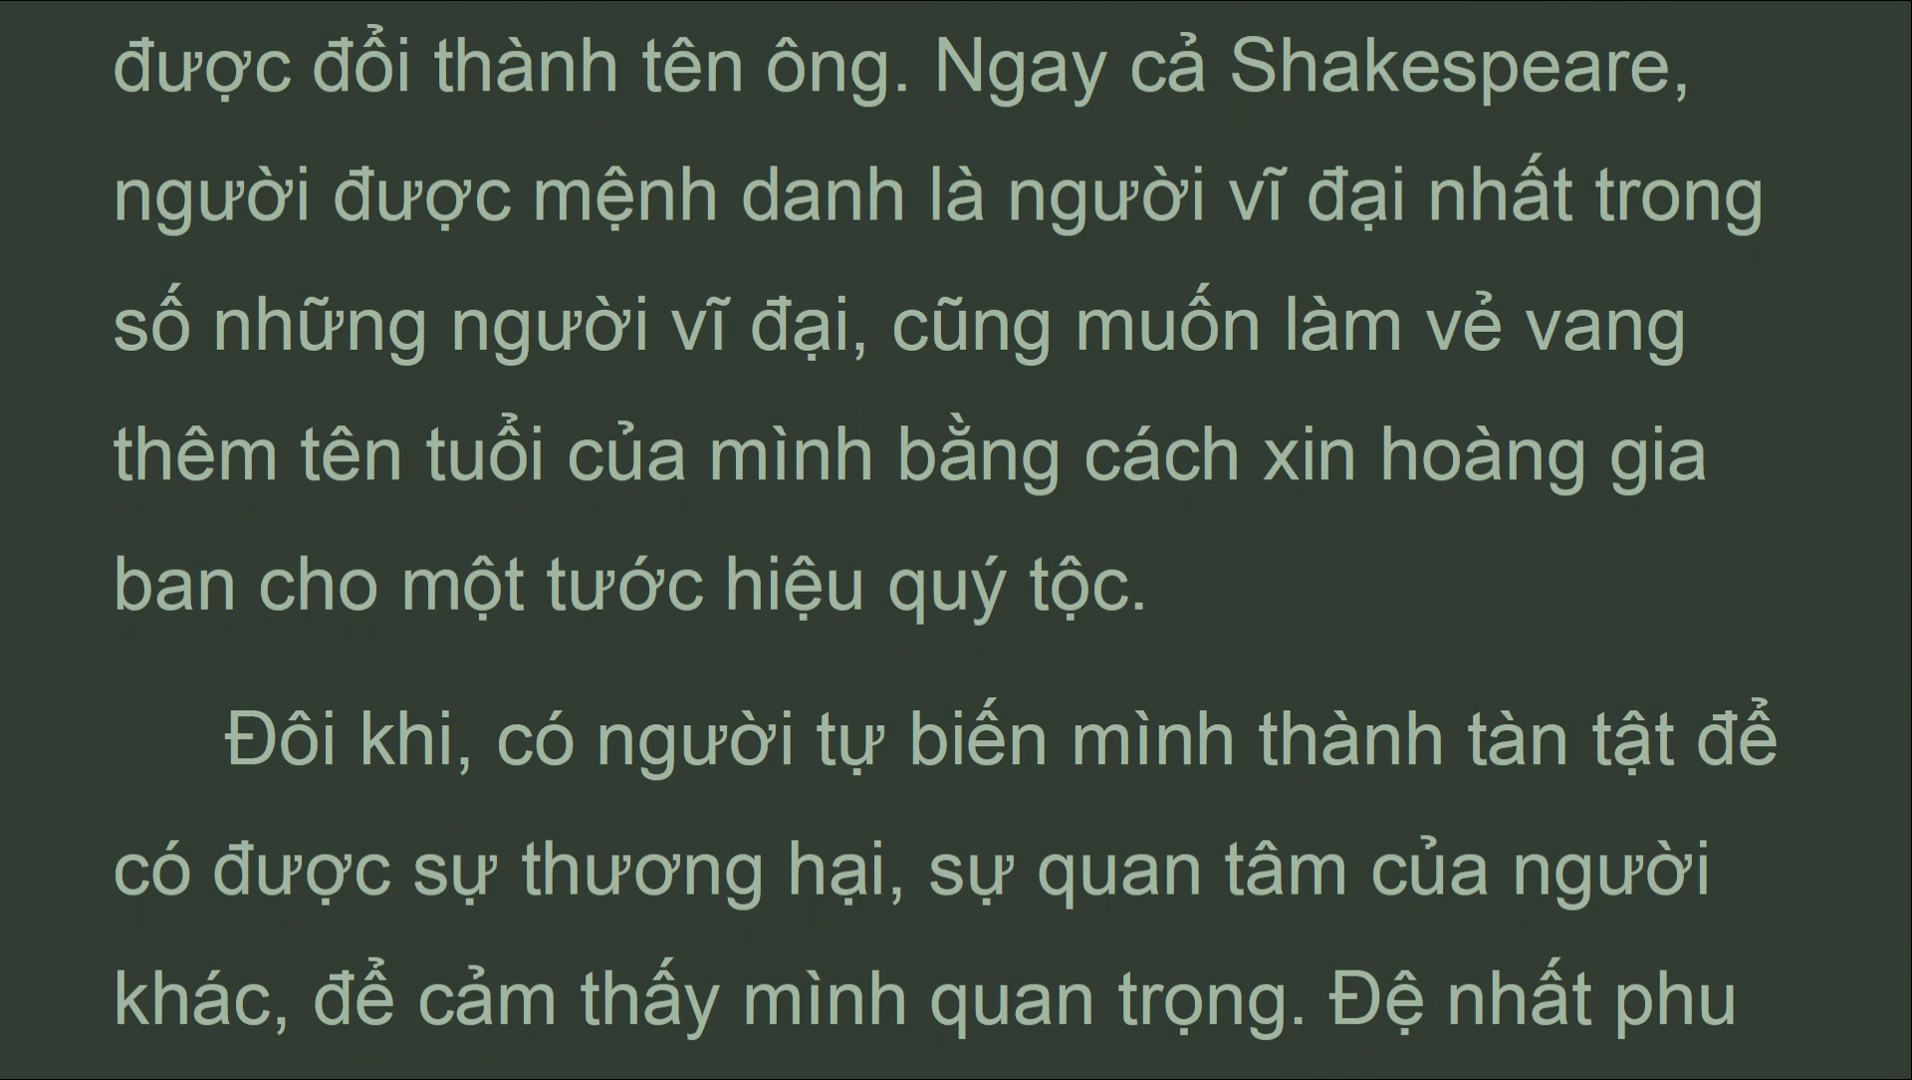 được đổi thành tên ông. Ngay cả Shakespeare,
người được mệnh danh là người vĩ đại nhất trong
số những người vĩ đại, cũng muốn làm vẻ vang
thêm tên tuổi của mình bằng cách xin hoàng gia
ban cho một tước hiệu quý tộc.
Đôi khi, có người tự biến mình thành tàn tật để
có được sự thương hại, sự quan tâm của người
khác, để cảm thấy mình quan trọng. Đệ nhất phu